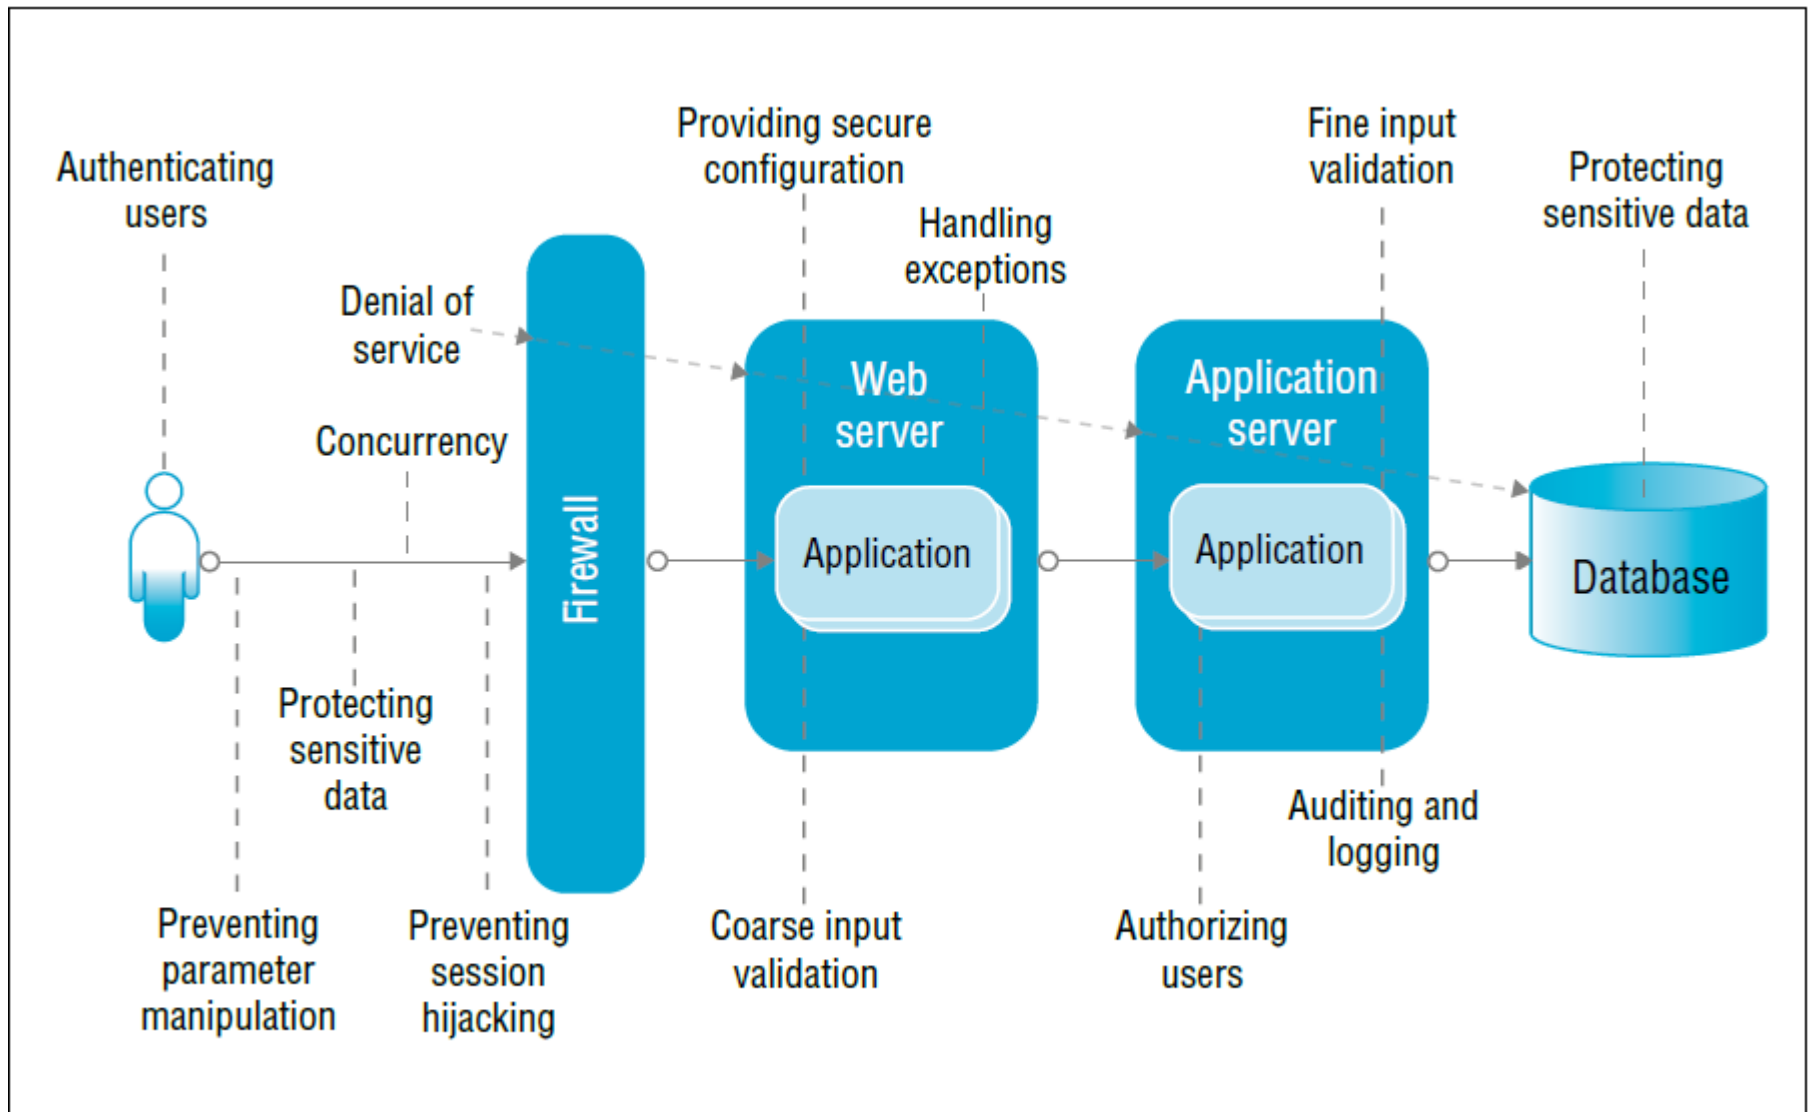 Authenticating
users
Providing secure
configuration
Fine input
validation
Protecting
sensitive data
Handling
exceptions
Denial of
service
Concurrency
Firewall
Web
server
Application
Application
server
Application
Database
Protecting
sensitive
data
Preventing
parameter
manipulation
Preventing
session
hijacking
Coarse input
validation
Authorizing
users
Auditing and
logging